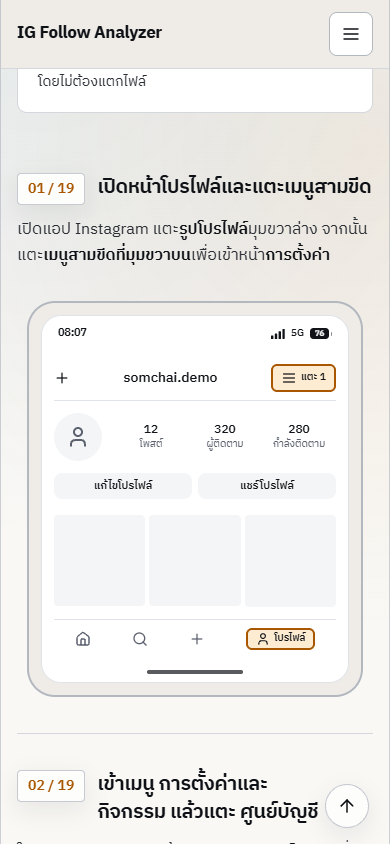 IG Follow Analyzer
โดยไม่ต้องแตกไฟล์
01 / 19
เปิดหน้าโปรไฟล์และแตะเมนูสามขีด
เปิดแอป Instagram แตะรูปโปรไฟล์มุมขวาล่าง จากนั้น
แตะเมนูสามขีดที่มุมขวาบนเพื่อเข้าหน้าการตั้งค่า
08:07 5G 76
somchai.demo แตะ 1
12 320 280
โพสต์ ผู้ติดตาม กำลังติดตาม
แก้ไขโปรไฟล์ แชร์โปรไฟล์
โปรไฟล์
02 / 19
เข้าเมนู การตั้งค่าและ
กิจกรรม แล้วแตะ ศูนย์บัญชี